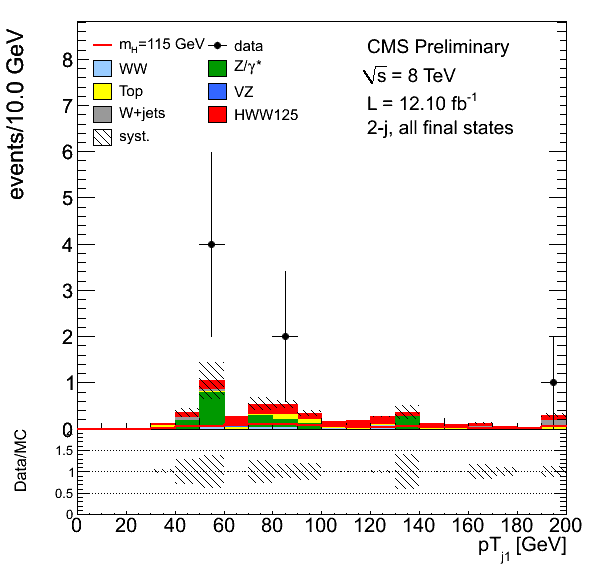 events/10.0 GeV
m_H=115 GeV data
WW Z/γ*
Top VZ
W+jets HWW125
syst.
CMS Preliminary
√s = 8 TeV
L = 12.10 fb⁻¹
2-j, all final states
8
7
6
5
4
3
2
1
0
Data/MC
1.5
1
0.5
0
0 20 40 60 80 100 120 140 160 180 200
pT_j1 [GeV]